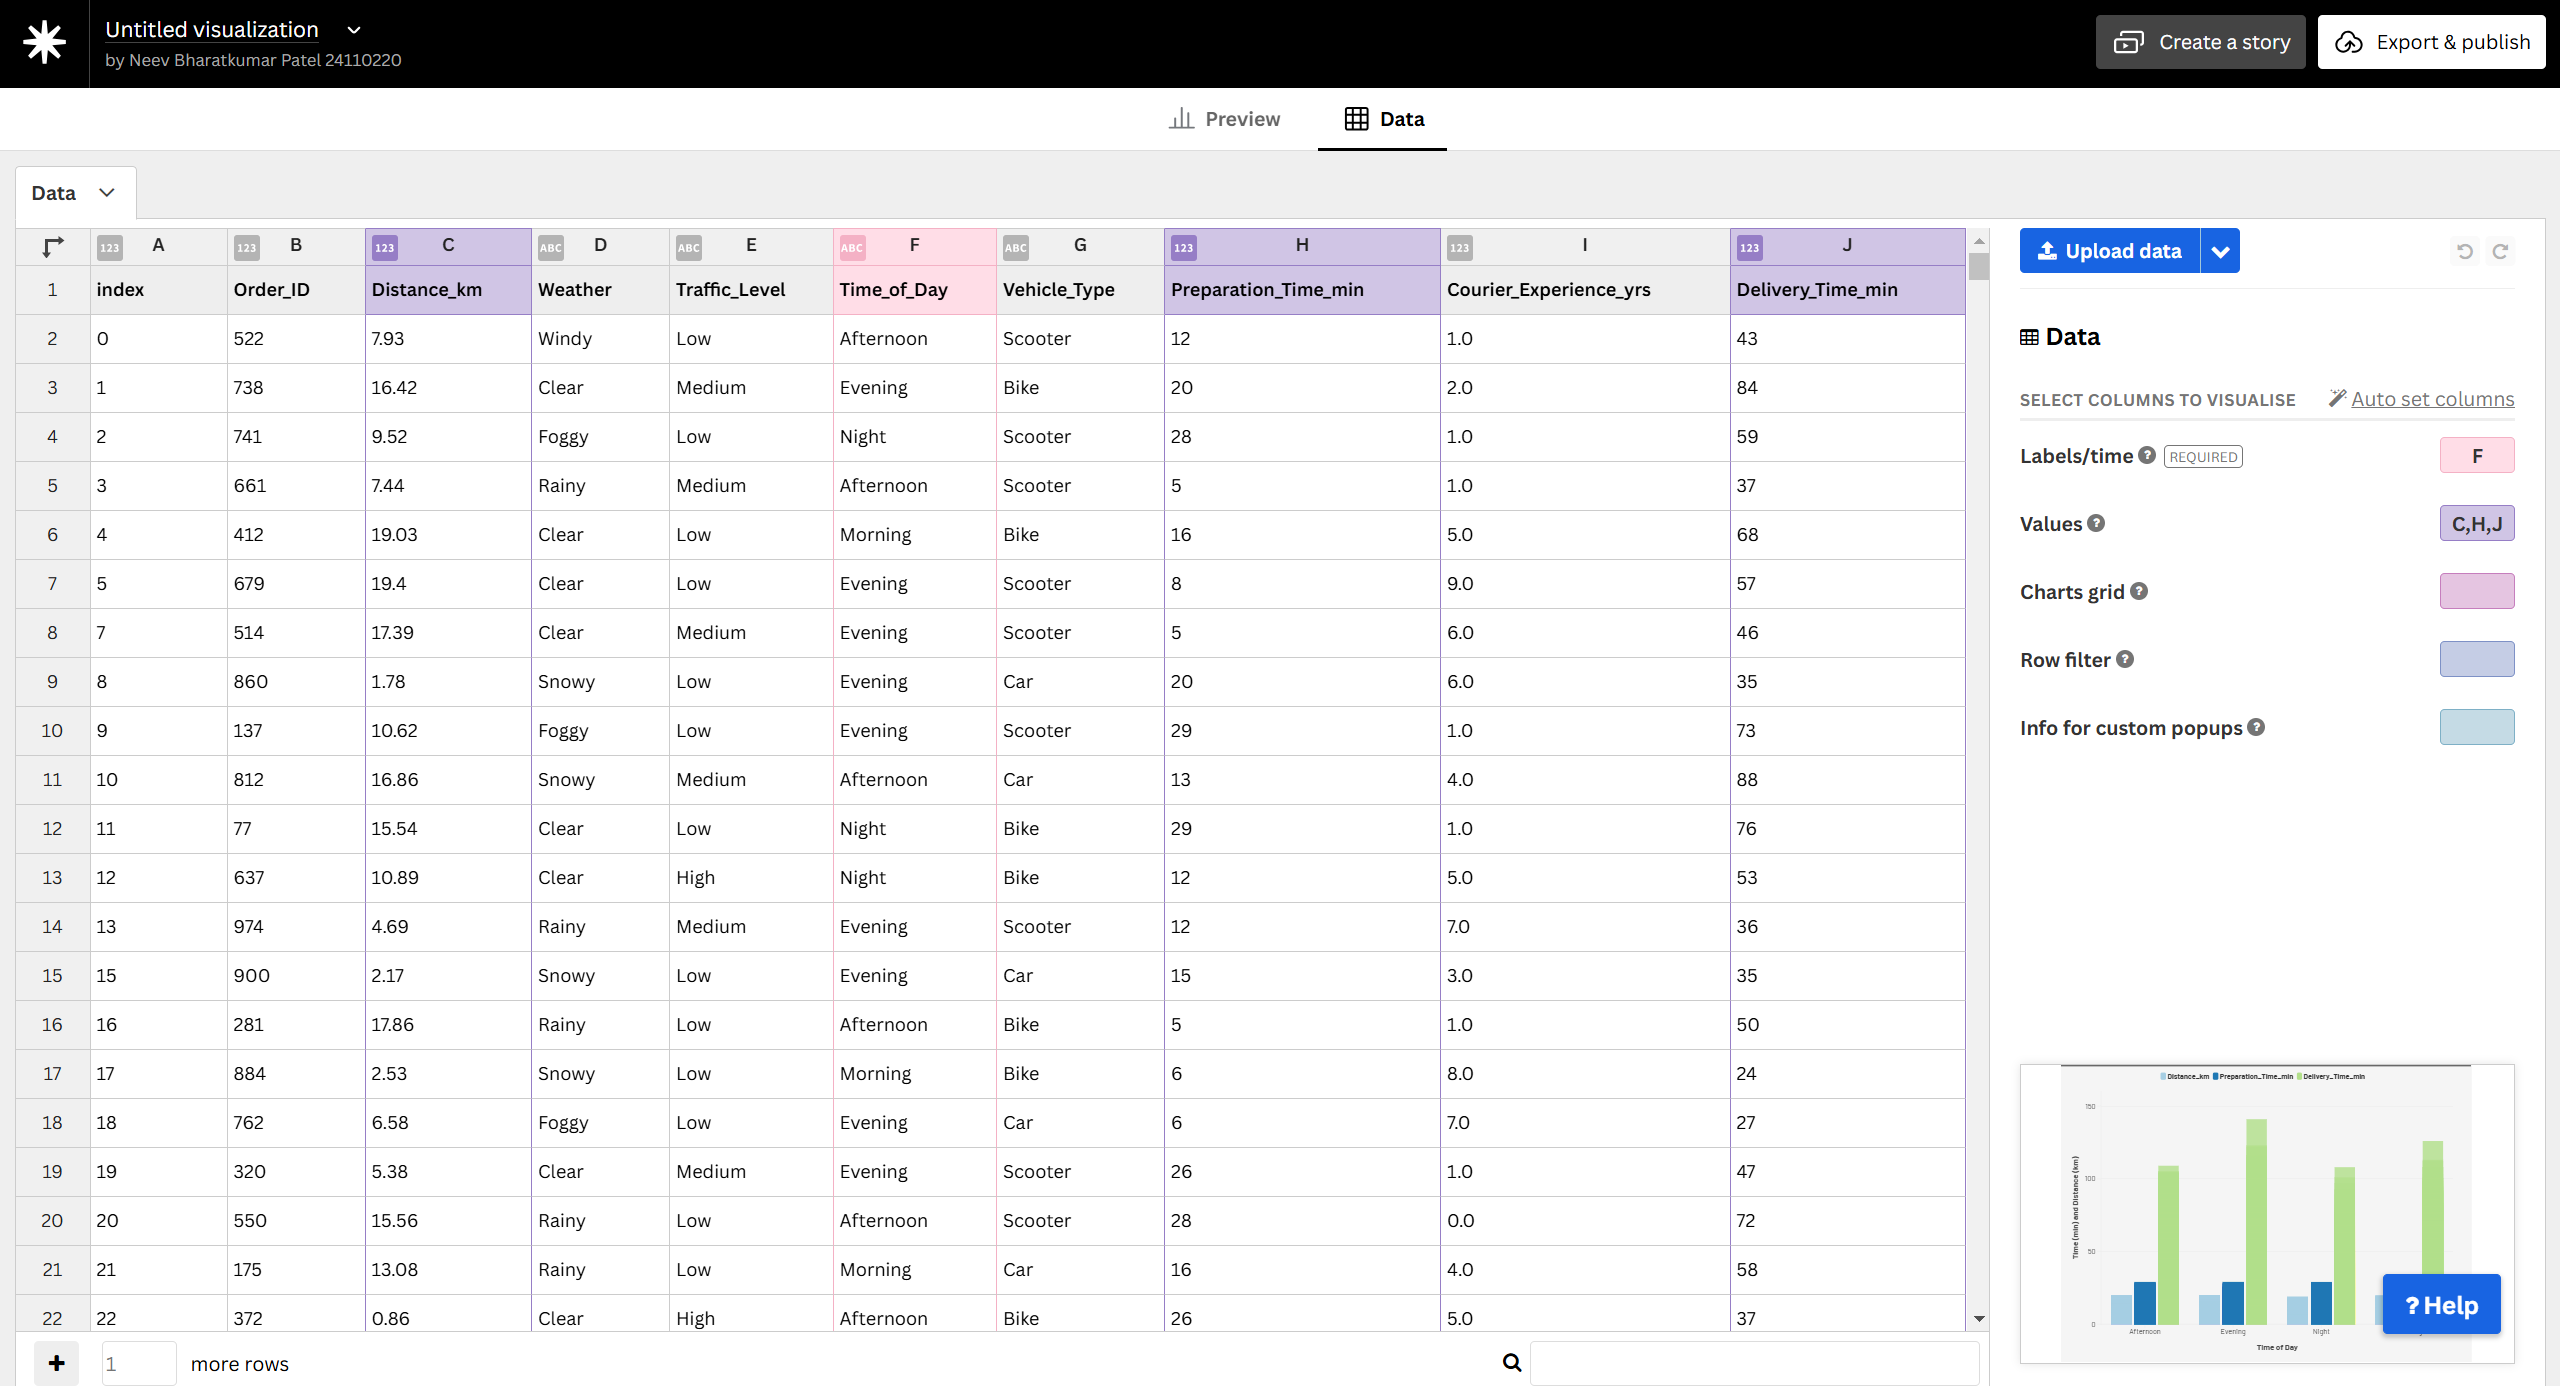 Untitled visualization
by Neev Bharatkumar Patel 24110220
Create a story
Export & publish
Preview
Data
Data
123 A 123 B 123 C ABC D ABC E ABC F ABC G 123 H 123 I 123 J
1 index Order_ID Distance_km Weather Traffic_Level Time_of_Day Vehicle_Type Preparation_Time_min Courier_Experience_yrs Delivery_Time_min
2 0 522 7.93 Windy Low Afternoon Scooter 12 1.0 43
3 1 738 16.42 Clear Medium Evening Bike 20 2.0 84
4 2 741 9.52 Foggy Low Night Scooter 28 1.0 59
5 3 661 7.44 Rainy Medium Afternoon Scooter 5 1.0 37
6 4 412 19.03 Clear Low Morning Bike 16 5.0 68
7 5 679 19.4 Clear Low Evening Scooter 8 9.0 57
8 7 514 17.39 Clear Medium Evening Scooter 5 6.0 46
9 8 860 1.78 Snowy Low Evening Car 20 6.0 35
10 9 137 10.62 Foggy Low Evening Scooter 29 1.0 73
11 10 812 16.86 Snowy Medium Afternoon Car 13 4.0 88
12 11 77 15.54 Clear Low Night Bike 29 1.0 76
13 12 637 10.89 Clear High Night Bike 12 5.0 53
14 13 974 4.69 Rainy Medium Evening Scooter 12 7.0 36
15 15 900 2.17 Snowy Low Evening Car 15 3.0 35
16 16 281 17.86 Rainy Low Afternoon Bike 5 1.0 50
17 17 884 2.53 Snowy Low Morning Bike 6 8.0 24
18 18 762 6.58 Foggy Low Evening Car 6 7.0 27
19 19 320 5.38 Clear Medium Evening Scooter 26 1.0 47
20 20 550 15.56 Rainy Low Afternoon Scooter 28 0.0 72
21 21 175 13.08 Rainy Low Morning Car 16 4.0 58
22 22 372 0.86 Clear High Afternoon Bike 26 5.0 37
1 more rows
Upload data
Data
SELECT COLUMNS TO VISUALISE
Auto set columns
Labels/time ? REQUIRED F
Values ? C,H,J
Charts grid ?
Row filter ?
Info for custom popups ?
Distance_km Preparation_Time_min Delivery_Time_min
150
100
50
0
Time (min) and Distance (km)
Afternoon Evening Night
Time of Day
? Help